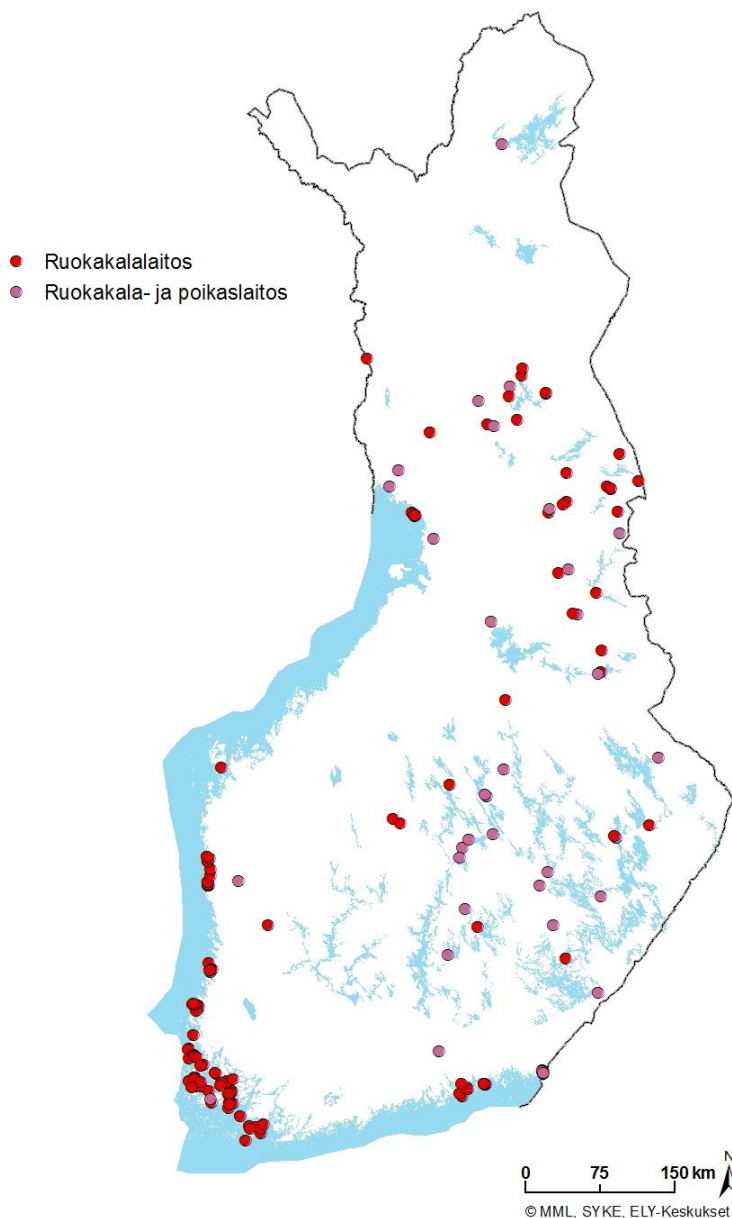 Ruokakalalaitos
Ruokakala- ja poikaslaitos
N
0 75 150 km
© MML, SYKE, ELY-Keskukset